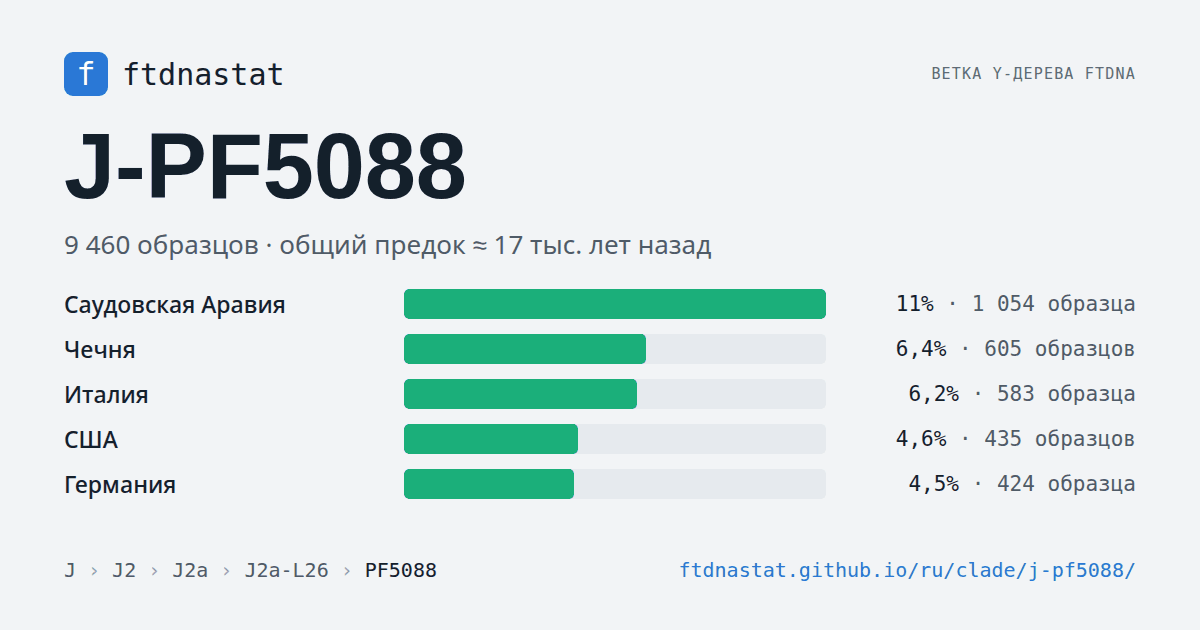 f ftdnastat
ВЕТКА Y-ДЕРЕВА FTDNA
J-PF5088
9 460 образцов · общий предок ≈ 17 тыс. лет назад
Саудовская Аравия 11% · 1 054 образца
Чечня 6,4% · 605 образцов
Италия 6,2% · 583 образца
США 4,6% · 435 образцов
Германия 4,5% · 424 образца
J › J2 › J2a › J2a-L26 › PF5088
ftdnastat.github.io/ru/clade/j-pf5088/